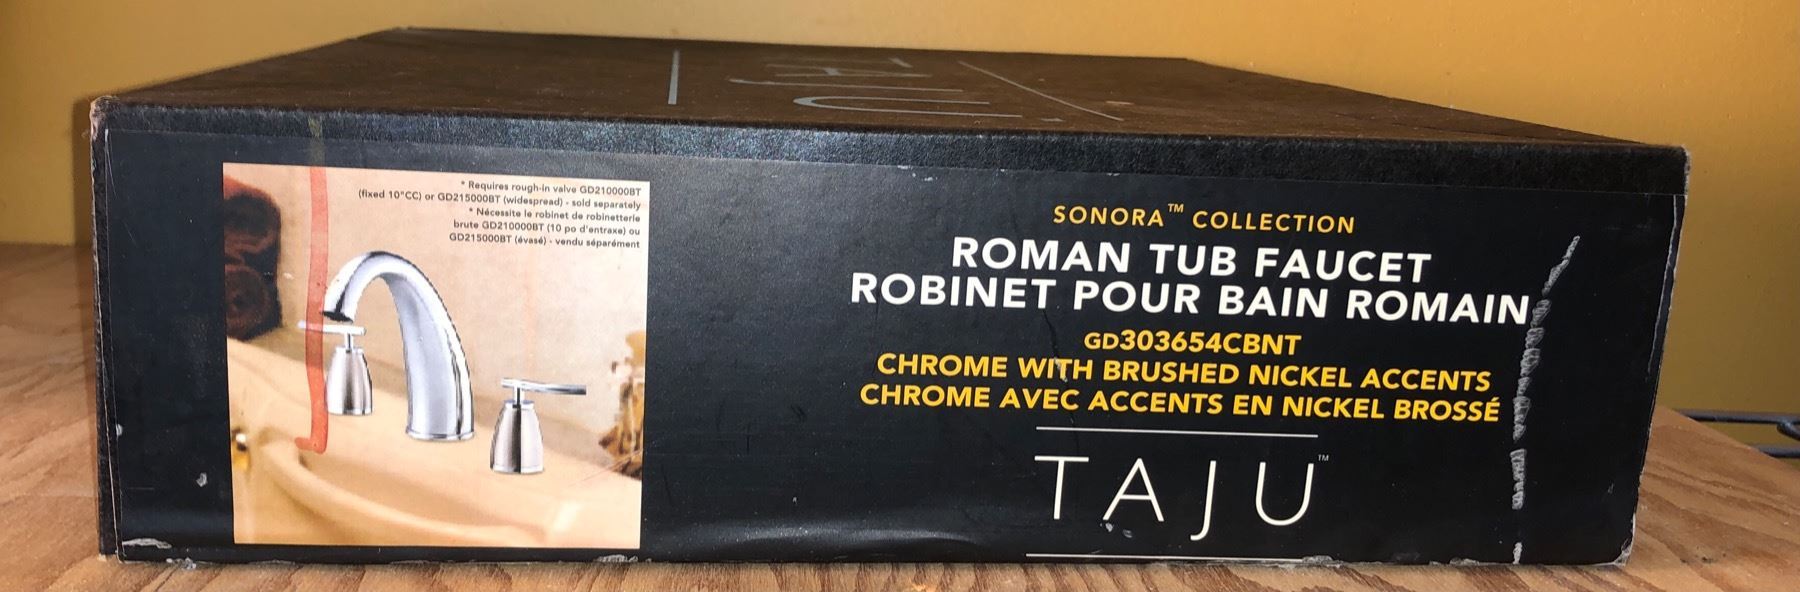 TAJU
* Requires rough-in valve GD210000BT
(fixed 10"CC) or GD215000BT (widespread) - sold separately
* Nécessite le robinet de robinetterie
brute GD210000BT (10 po d'entraxe) ou
GD215000BT (évasé) - vendu séparément
SONORA™ COLLECTION
ROMAN TUB FAUCET
ROBINET POUR BAIN ROMAIN
GD303654CBNT
CHROME WITH BRUSHED NICKEL ACCENTS
CHROME AVEC ACCENTS EN NICKEL BROSSÉ
TAJU™